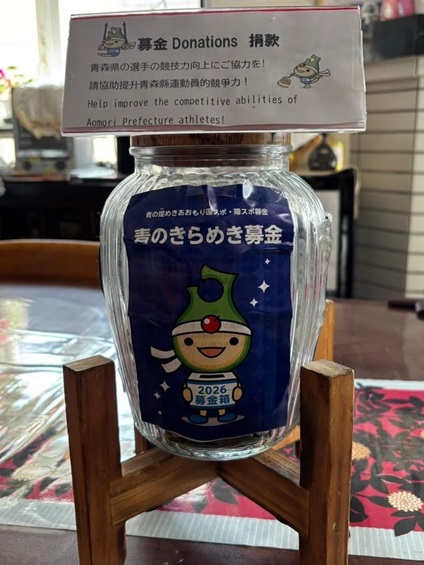 募金 Donations 捐款
青森県の選手の競技力向上にご協力を!
請協助提升青森縣運動員的競爭力!
Help improve the competitive abilities of
Aomori Prefecture athletes!
青の煌めきあおもり国スポ・障スポ募金
青のきらめき募金
2026
募金箱